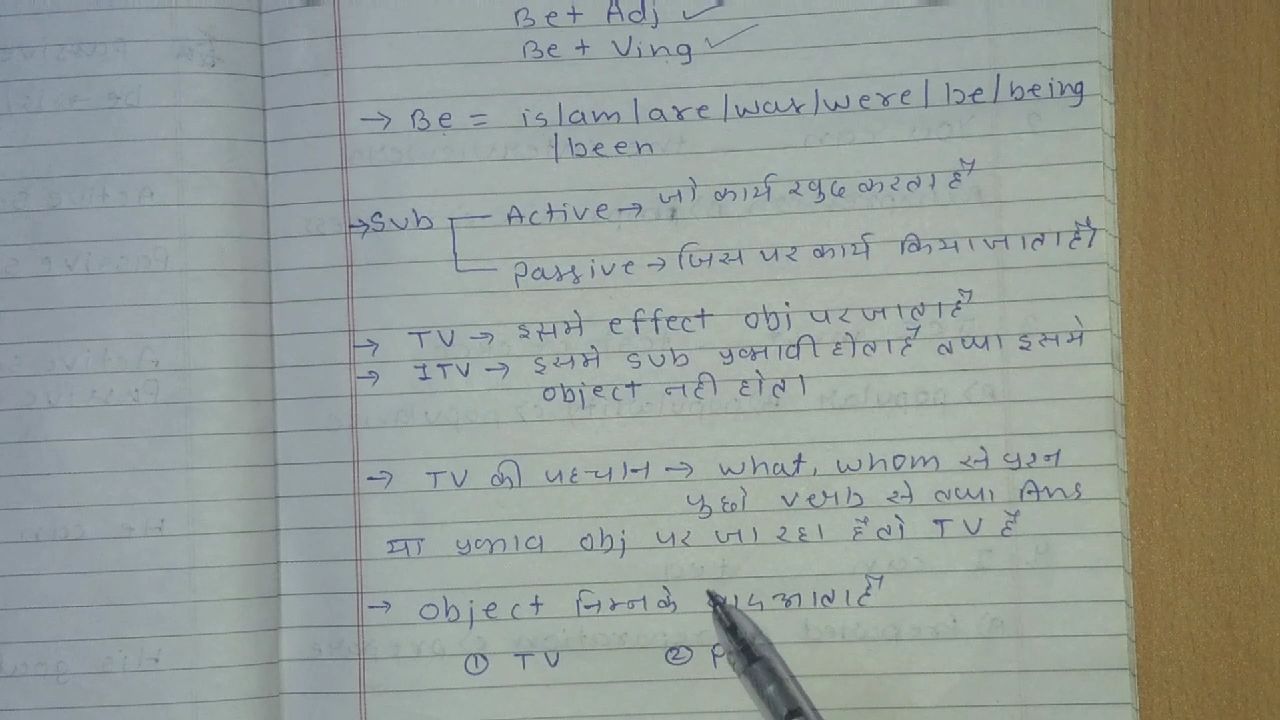 Be + Adj ✓
Be + Ving ✓
→ Be = is/am/are/was/were/be/being
/been
→ Sub Active → जो कार्य खुद करता है
Passive → जिस पर कार्य किया जाता है।
→ TV → इसमे effect obj पर जाता है
→ ITV → इसमे sub प्रभावी होता है तथा इसमे
object नही होता
→ TV की पहचान → what, whom से प्रश्न
पुछो verb से तथा Ans
या प्रभाव obj पर जा रहा है तो TV है
→ object निम्न के बाद आता है
① TV ② P